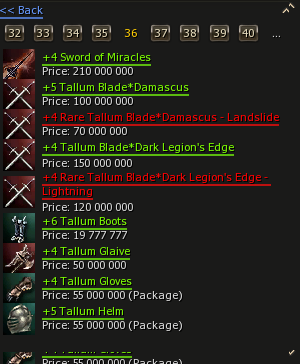 << Back
32 33 34 35 36 37 38 39 40 ...
+4 Sword of Miracles
Price: 210 000 000
+5 Tallum Blade*Damascus
Price: 100 000 000
+4 Rare Tallum Blade*Damascus - Landslide
Price: 70 000 000
+4 Tallum Blade*Dark Legion's Edge
Price: 150 000 000
+4 Rare Tallum Blade*Dark Legion's Edge -
Lightning
Price: 120 000 000
+6 Tallum Boots
Price: 19 777 777
+4 Tallum Glaive
Price: 50 000 000
+4 Tallum Gloves
Price: 55 000 000 (Package)
+5 Tallum Helm
Price: 55 000 000 (Package)
+4 Tallum Gloves